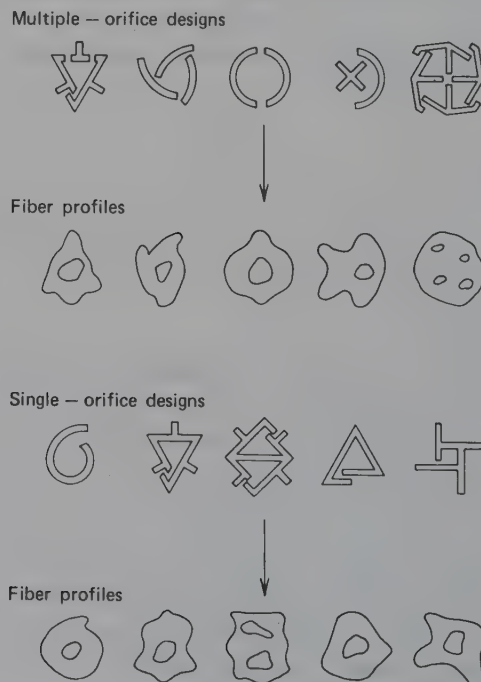 Multiple — orifice designs
Fiber profiles
Single — orifice designs
Fiber profiles